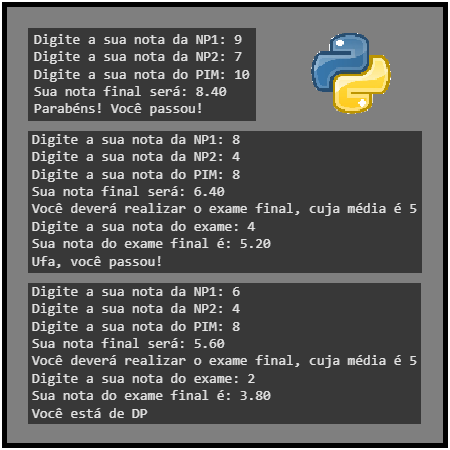 Digite a sua nota da NP1: 9
Digite a sua nota da NP2: 7
Digite a sua nota do PIM: 10
Sua nota final será: 8.40
Parabéns! Você passou!
Digite a sua nota da NP1: 8
Digite a sua nota da NP2: 4
Digite a sua nota do PIM: 8
Sua nota final será: 6.40
Você deverá realizar o exame final, cuja média é 5
Digite a sua nota do exame: 4
Sua nota do exame final é: 5.20
Ufa, você passou!
Digite a sua nota da NP1: 6
Digite a sua nota da NP2: 4
Digite a sua nota do PIM: 8
Sua nota final será: 5.60
Você deverá realizar o exame final, cuja média é 5
Digite a sua nota do exame: 2
Sua nota do exame final é: 3.80
Você está de DP